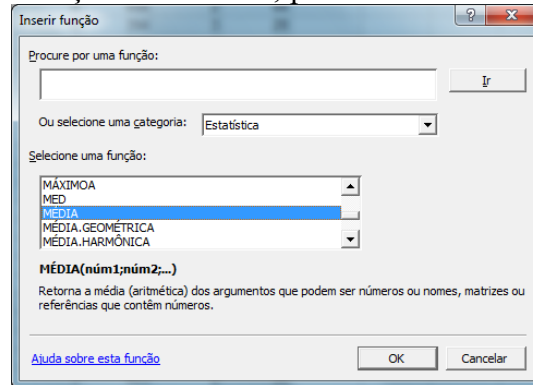 Inserir função
Procure por uma função:
Ir
Ou selecione uma categoria: Estatística
Selecione uma função:
MÁXIMOA
MED
MÉDIA
MÉDIA.GEOMÉTRICA
MÉDIA.HARMÔNICA
MÉDIA(núm1;núm2;...)
Retorna a média (aritmética) dos argumentos que podem ser números ou nomes, matrizes ou
referências que contêm números.
Ajuda sobre esta função
OK Cancelar